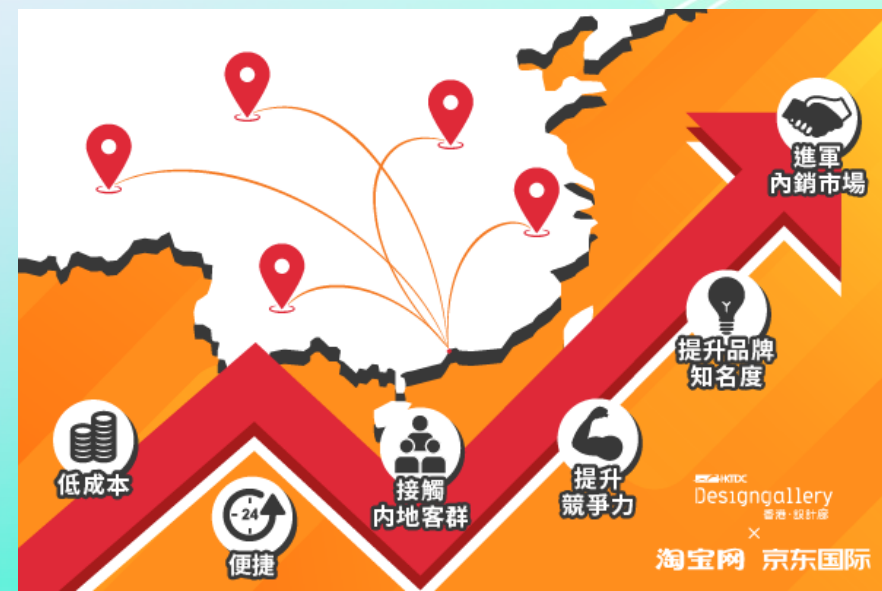 低成本
24
便捷
接觸
內地客群
提升
競爭力
提升品牌
知名度
進軍
內銷市場
HKTDC
Designgallery
香港·設計廊
×
淘宝网 京东国际